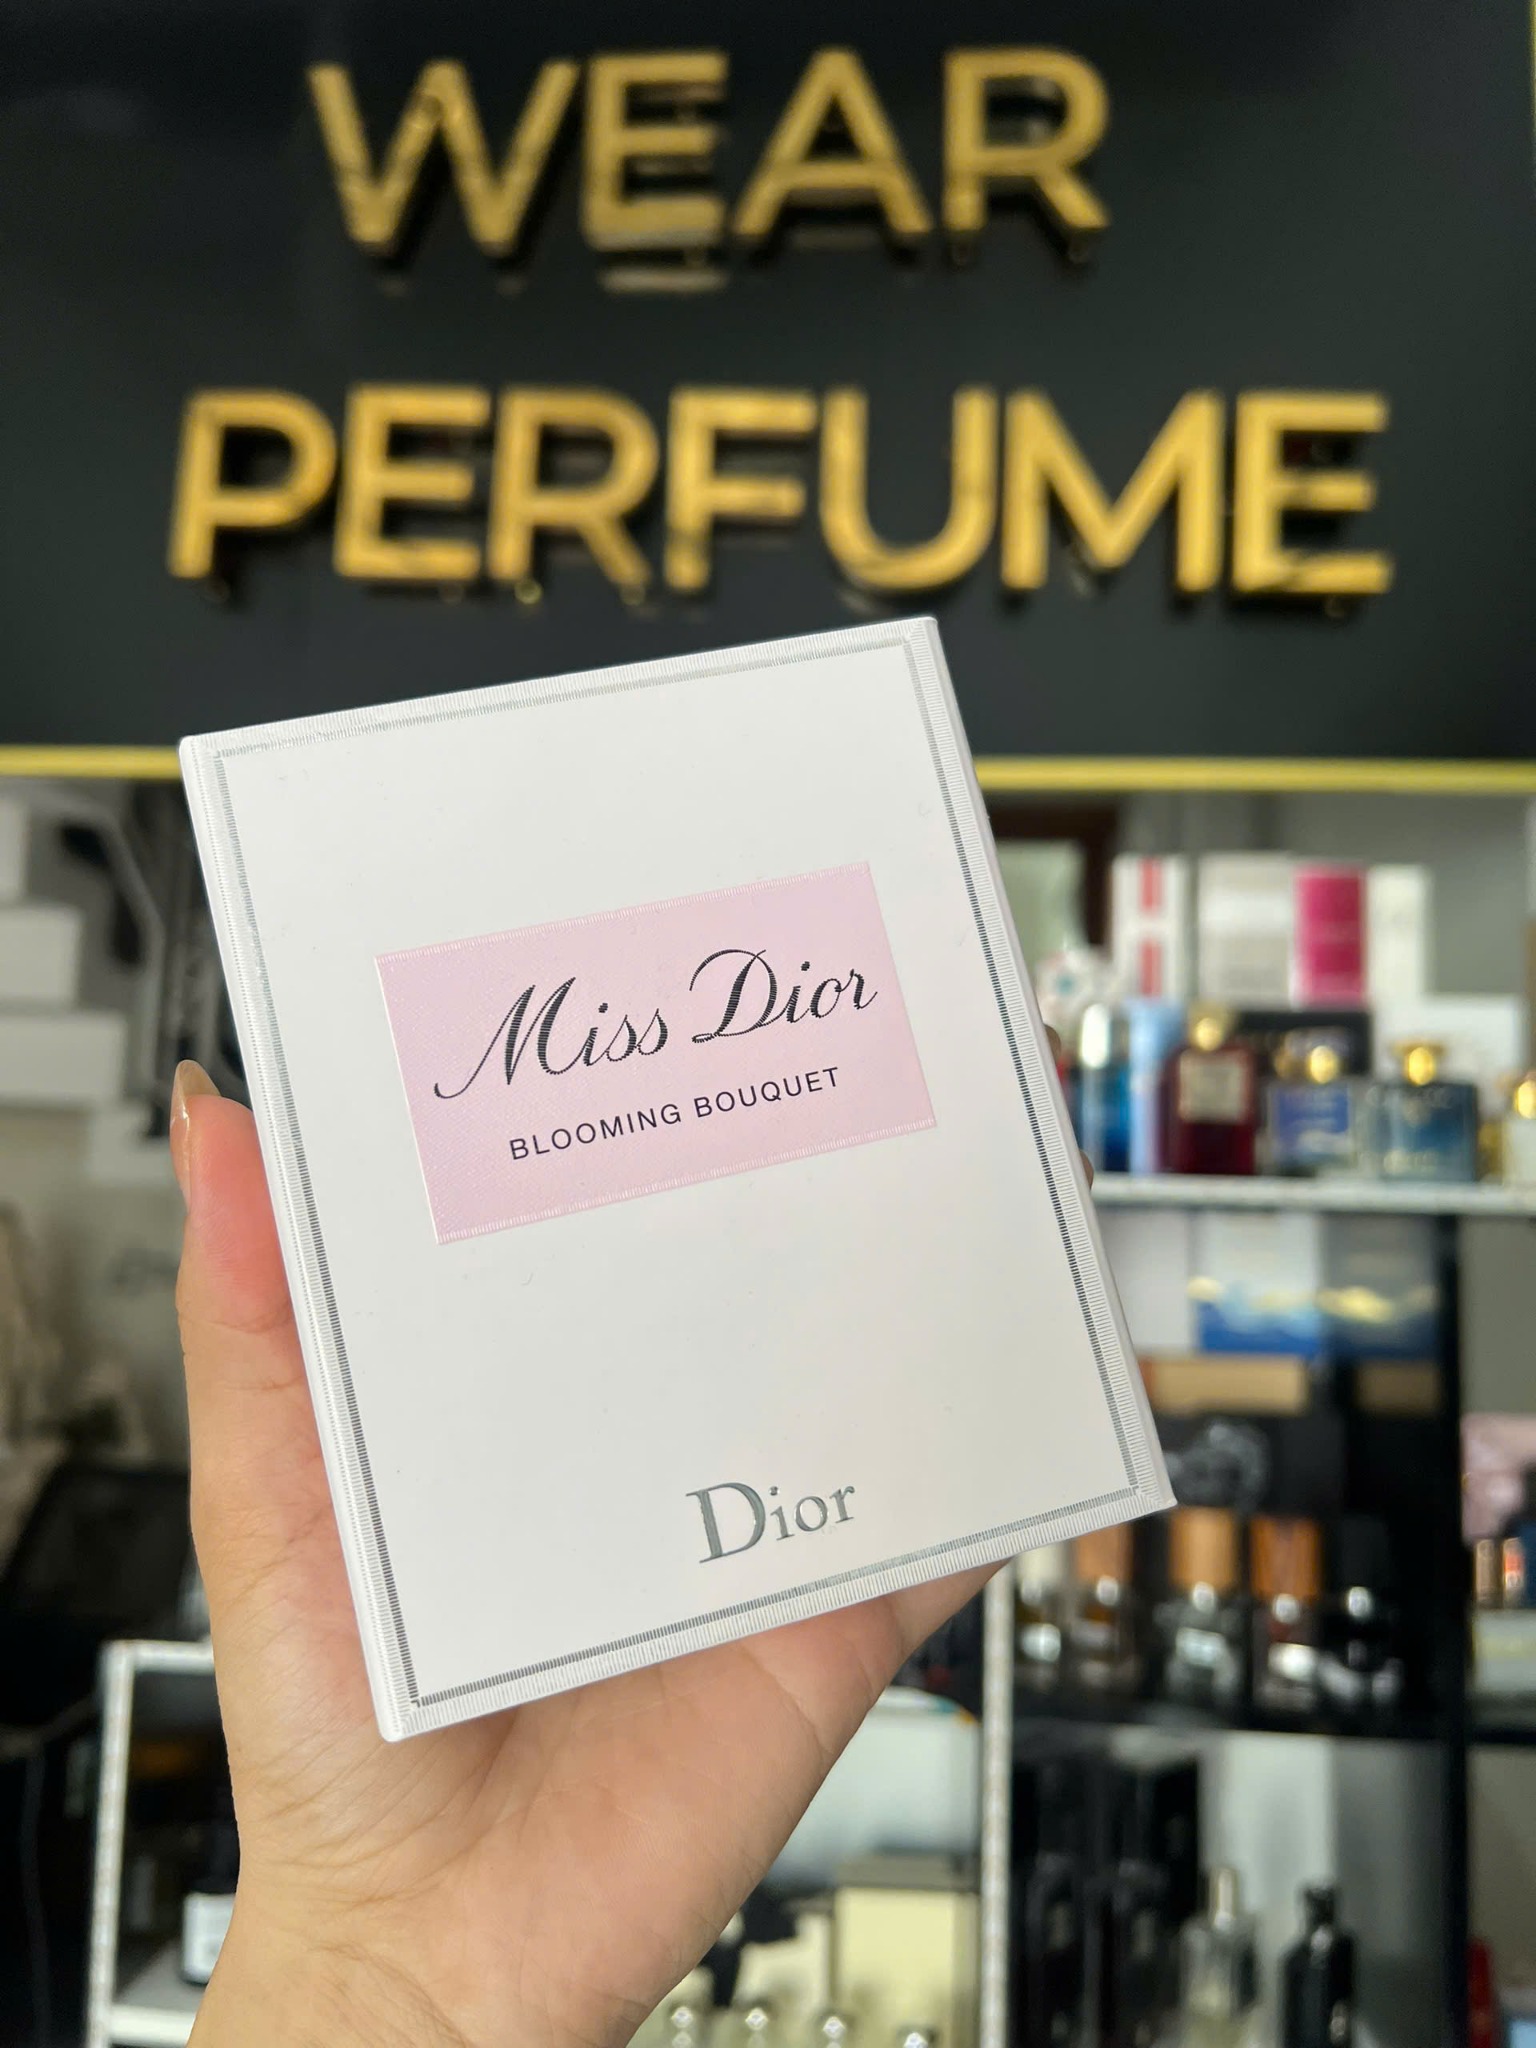 WEAR
PERFUME
Miss Dior
BLOOMING BOUQUET
Dior